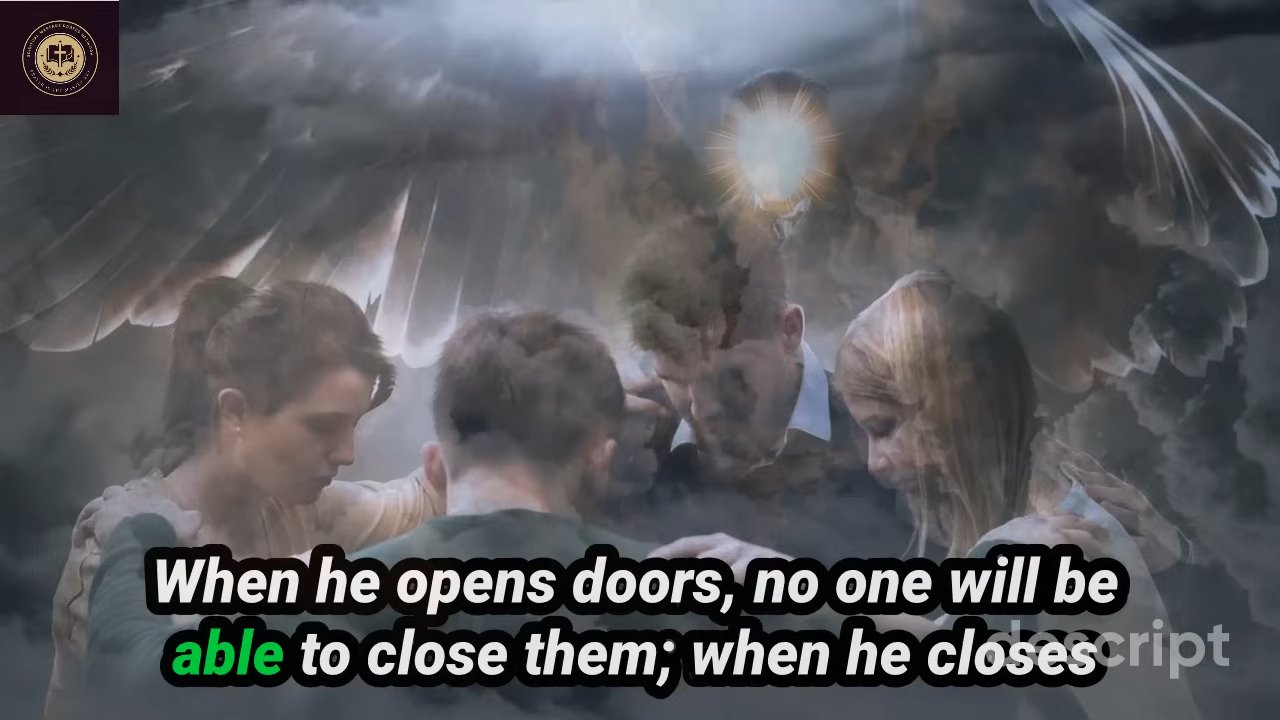 When he opens doors, no one will be
able to close them; when he closes
descript